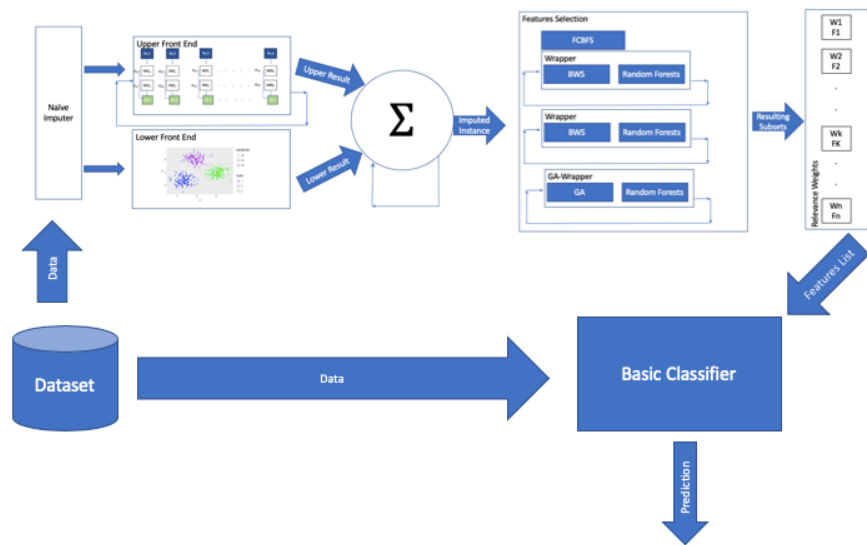 Naïve
Imputer
Upper Front End
Lower Front End
Upper Result
Lower Result
Σ
Imputed
Instance
Features Selection
FCBFS
Wrapper
BWS
Random Forests
Wrapper
BWS
Random Forests
GA-Wrapper
GA
Random Forests
Resulting
Subsets
Relevance Weights
W1
F1
W2
F2
.
.
Wk
FK
.
.
Wn
Fn
Features List
Data
Dataset
Data
Basic Classifier
Prediction